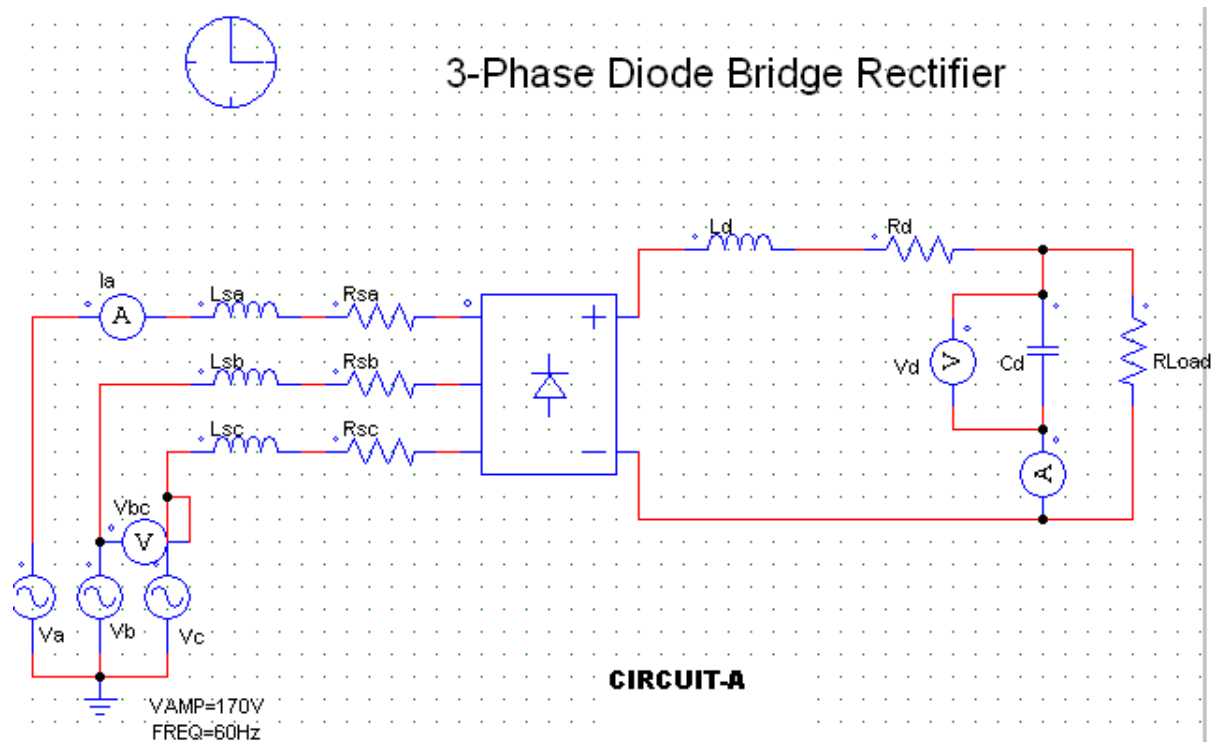 3-Phase Diode Bridge Rectifier
Ld
Rd
Ia
A
Lsa
Rsa
+
Lsb
Rsb
Vd
V
Cd
RLoad
Lsc
Rsc
−
A
Vbc
V
Va
Vb
Vc
CIRCUIT-A
VAMP=170V
FREQ=60Hz